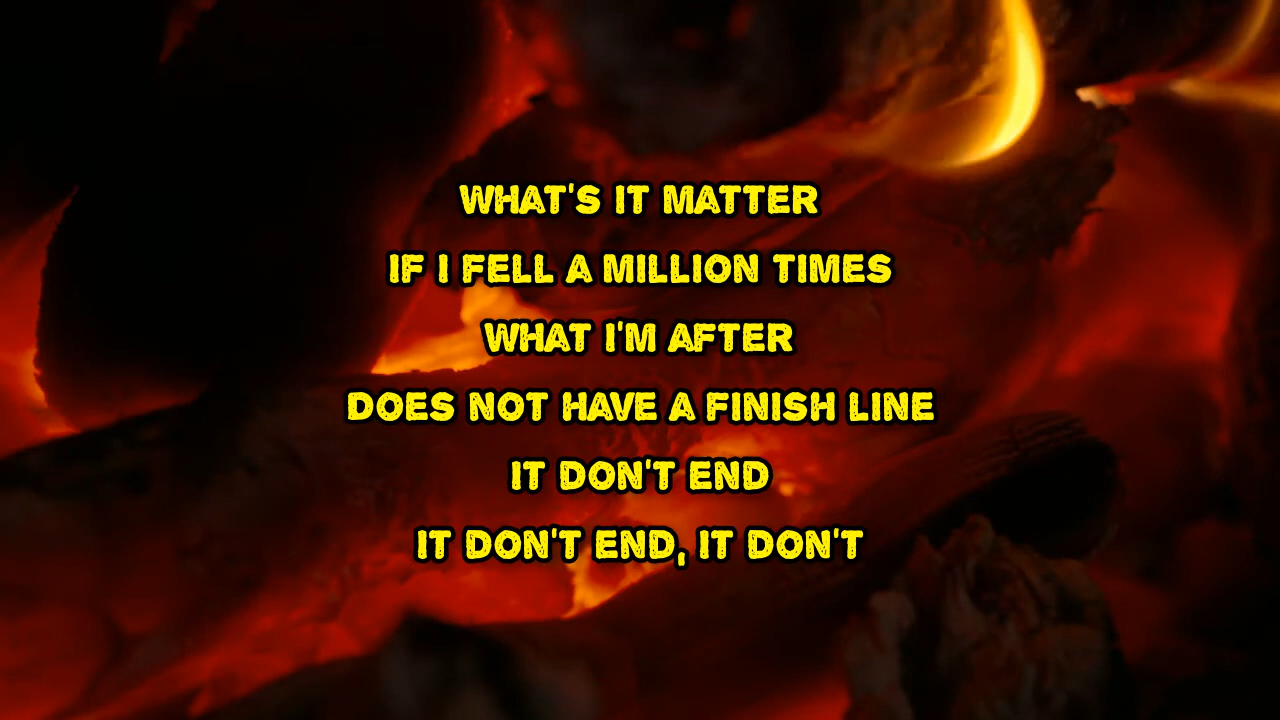 WHAT'S IT MATTER
IF I FELL A MILLION TIMES
WHAT I'M AFTER
DOES NOT HAVE A FINISH LINE
IT DON'T END
IT DON'T END, IT DON'T